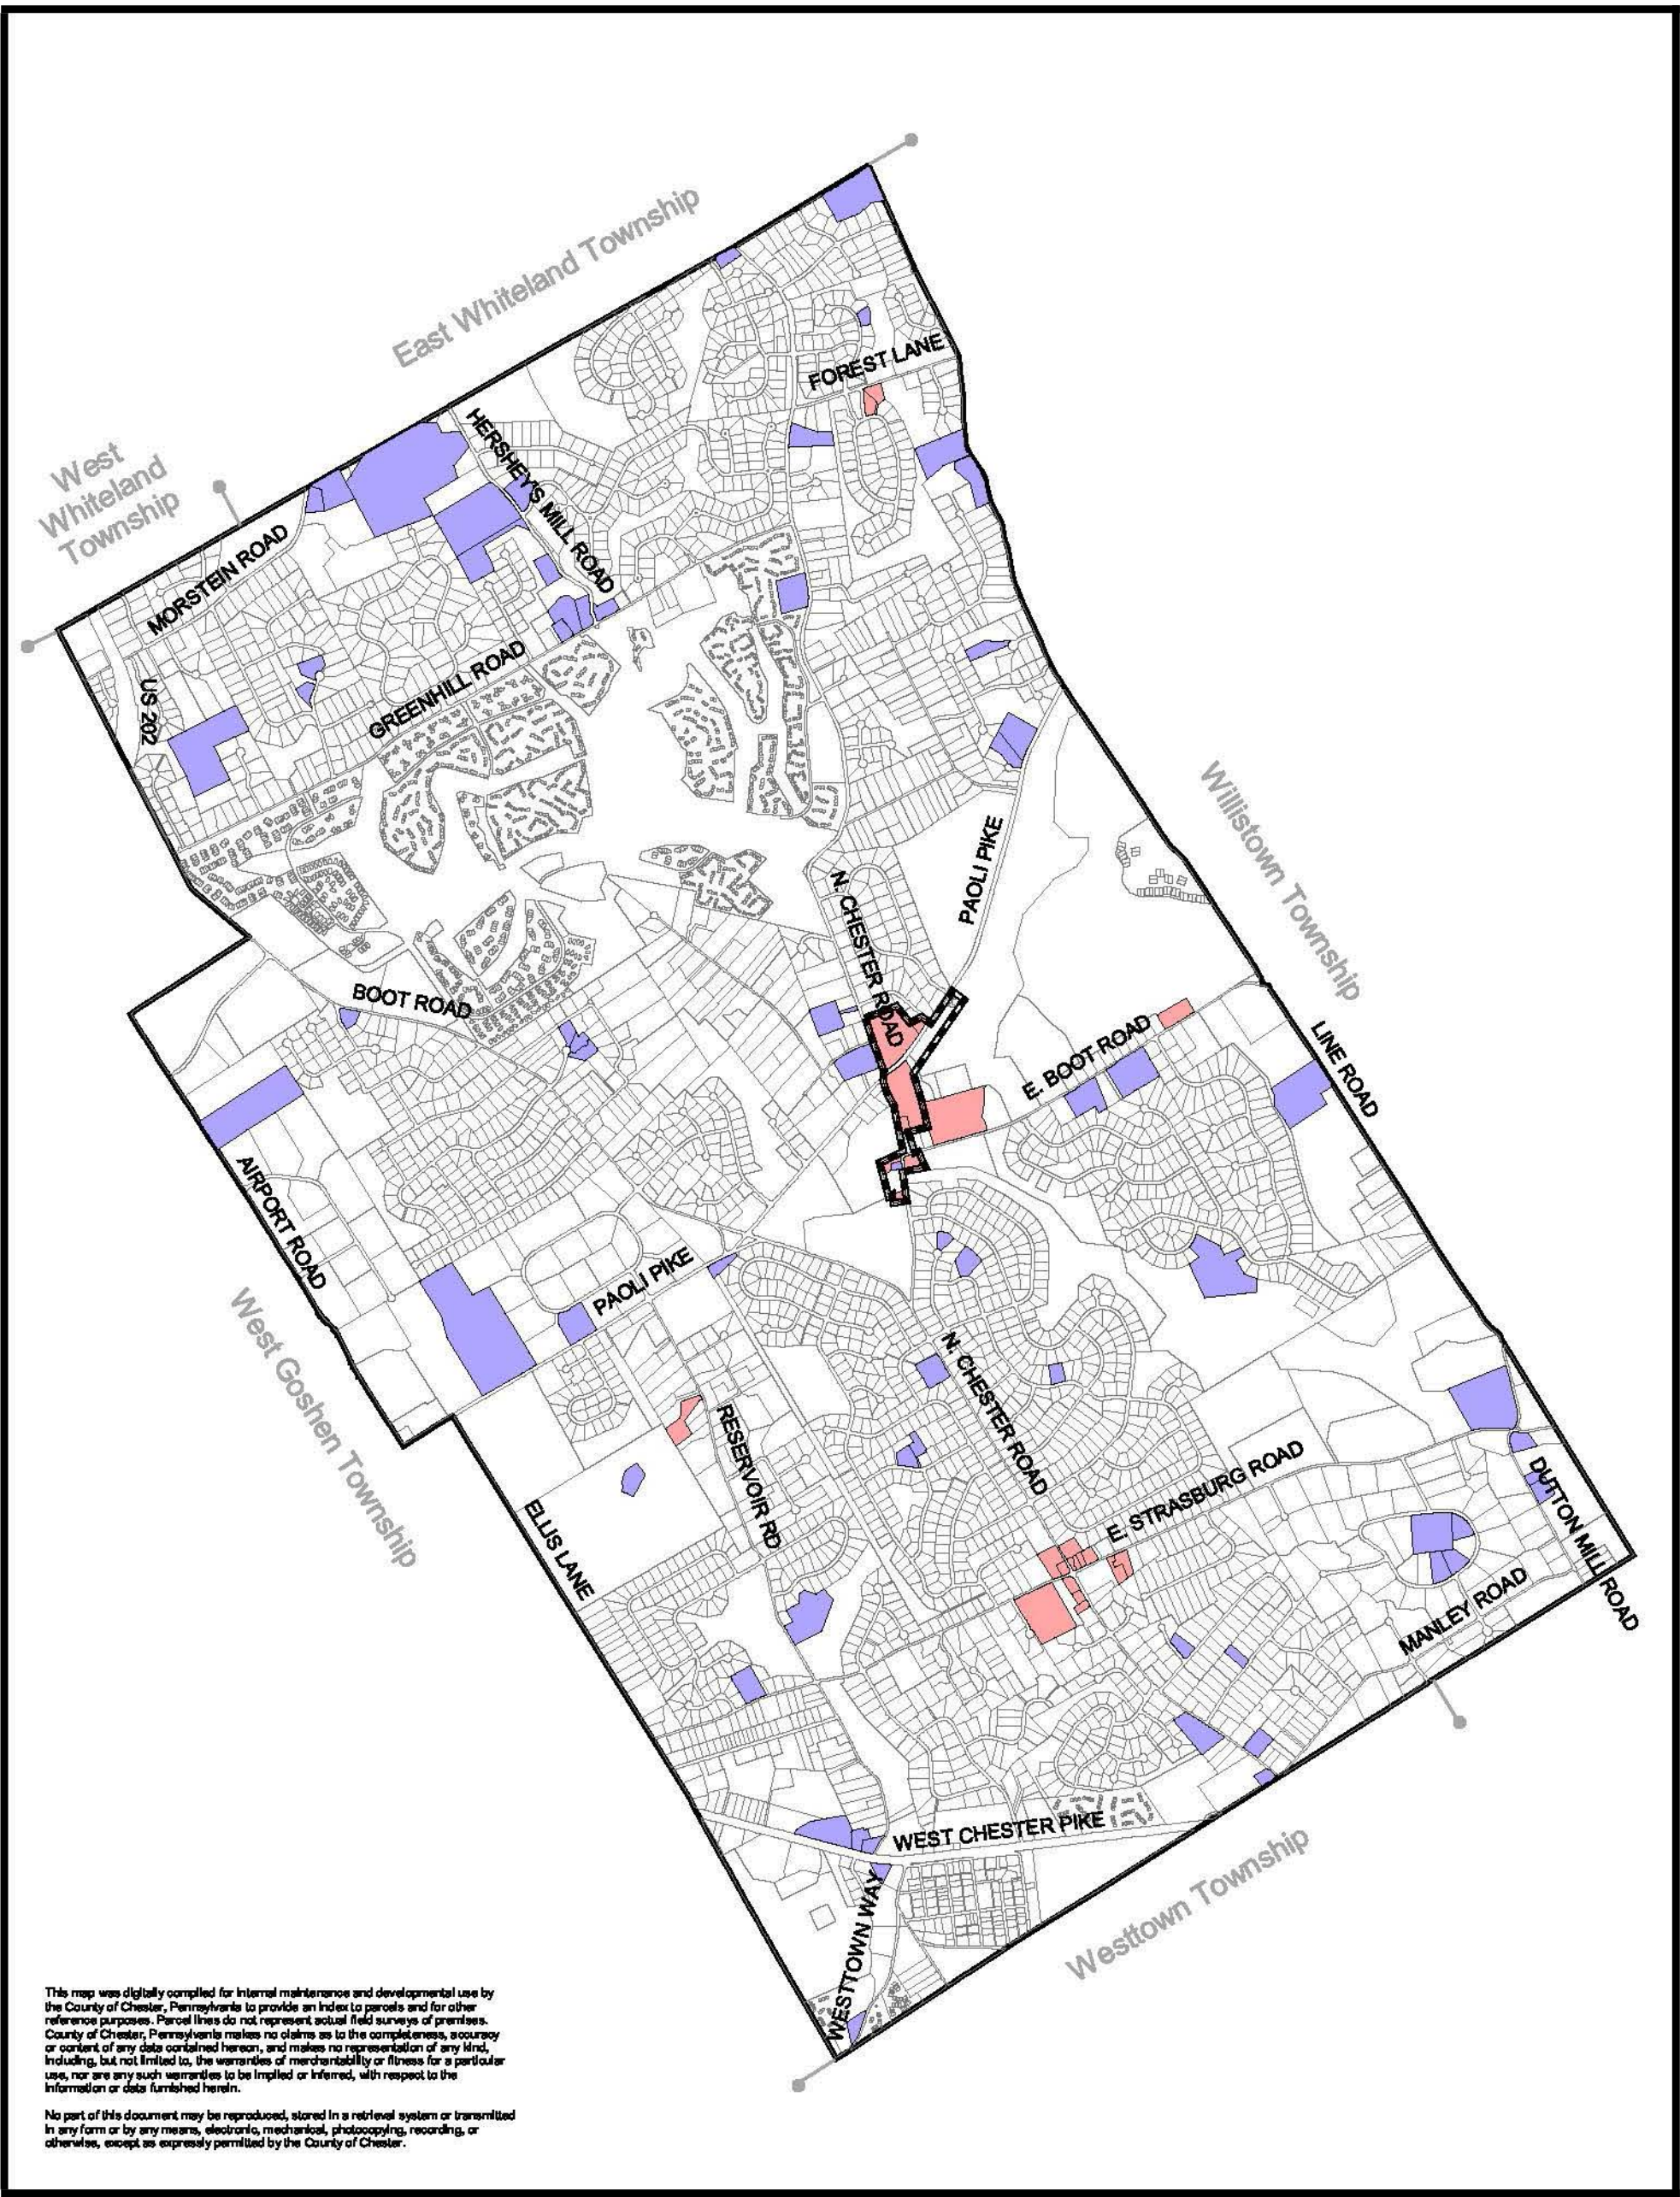 East Whiteland Township
FOREST LANE
HERSHEY'S MILL ROAD
West
Whiteland
Township
MORSTEIN ROAD
GREENHILL ROAD
US 202
Willistown Township
PAOLI PIKE
N. CHESTER ROAD
BOOT ROAD
E. BOOT ROAD
LINE ROAD
AIRPORT ROAD
PAOLI PIKE
West Goshen Township
N. CHESTER ROAD
RESERVOIR RD
E. STRASBURG ROAD
DUTTON MILL ROAD
ELLIS LANE
MANLEY ROAD
WEST CHESTER PIKE
Westtown Township
WESTTOWN WAY
This map was digitally compiled for internal maintenance and developmental use by
the County of Chester, Pennsylvania to provide an index to parcels and for other
reference purposes. Parcel lines do not represent actual field surveys of premises.
County of Chester, Pennsylvania makes no claims as to the completeness, accuracy
or content of any data contained hereon, and makes no representation of any kind,
including, but not limited to, the warranties of merchantability or fitness for a particular
use, nor are any such warranties to be implied or inferred, with respect to the
information or data furnished herein.
No part of this document may be reproduced, stored in a retrieval system or transmitted
in any form or by any means, electronic, mechanical, photocopying, recording, or
otherwise, except as expressly permitted by the County of Chester.